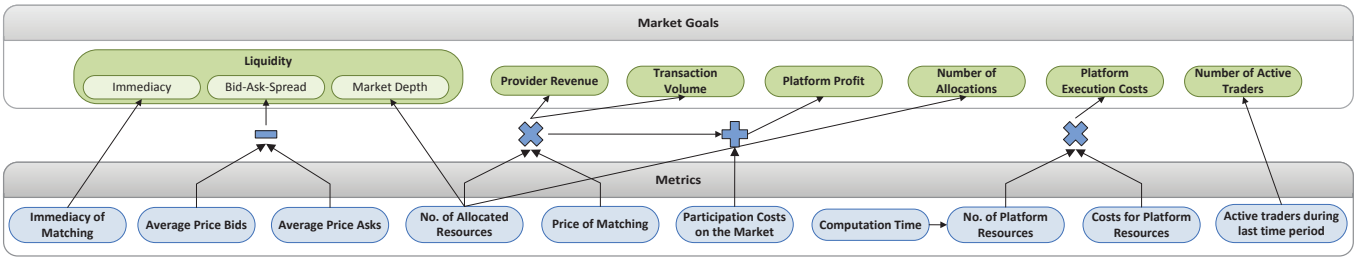 Market Goals
Liquidity
Immediacy
Bid-Ask-Spread
Market Depth
Provider Revenue
Transaction
Volume
Platform Profit
Number of
Allocations
Platform
Execution Costs
Number of Active
Traders
Metrics
Immediacy of
Matching
Average Price Bids
Average Price Asks
No. of Allocated
Resources
Price of Matching
Participation Costs
on the Market
Computation Time
No. of Platform
Resources
Costs for Platform
Resources
Active traders during
last time period